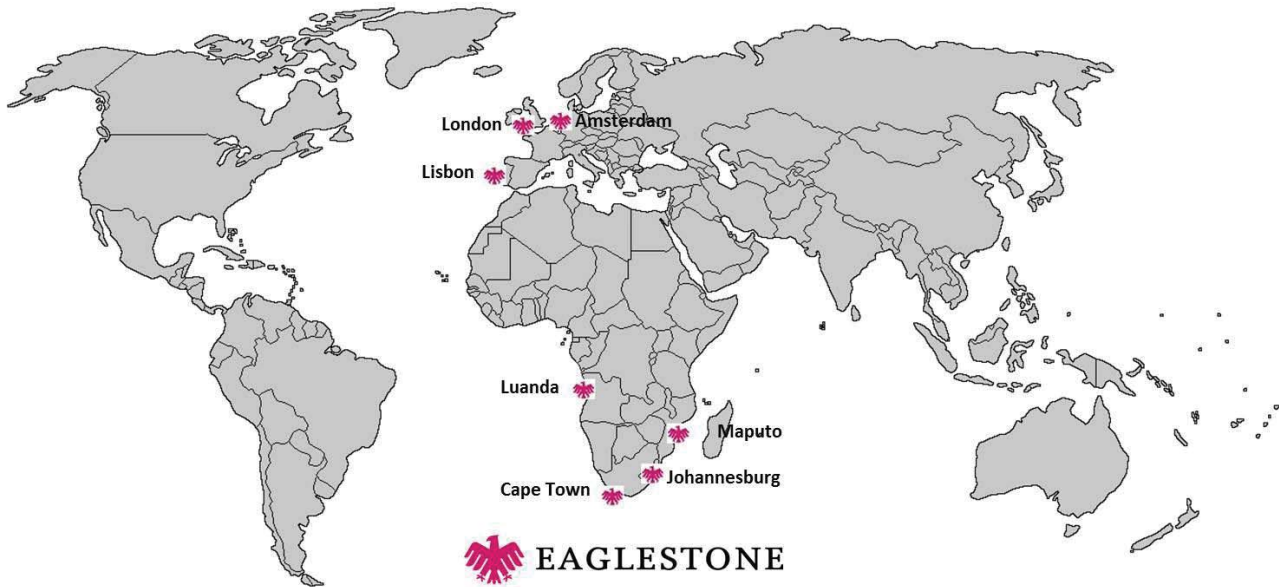 London
Amsterdam
Lisbon
Luanda
Maputo
Johannesburg
Cape Town
EAGLESTONE